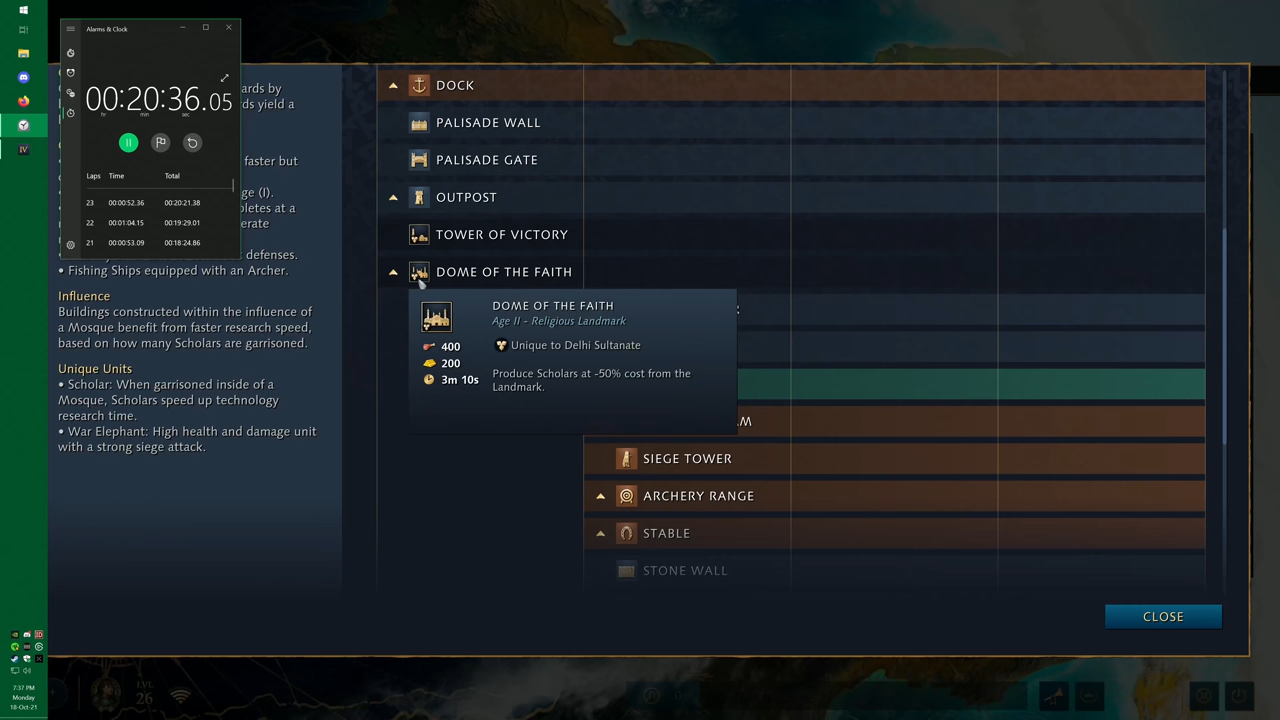 Alarms & Clock
00:20:36.05
hr min sec
Laps Time Total
23 00:00:52.36 00:20:21.38
22 00:01:04.15 00:19:29.01
21 00:00:53.09 00:18:24.86
ards by
ds yield a
faster but
ge (I).
pletes at a
erate
defenses.
• Fishing Ships equipped with an Archer.
Influence
Buildings constructed within the influence of
a Mosque benefit from faster research speed,
based on how many Scholars are garrisoned.
Unique Units
• Scholar: When garrisoned inside of a
Mosque, Scholars speed up technology
research time.
• War Elephant: High health and damage unit
with a strong siege attack.
DOCK
PALISADE WALL
PALISADE GATE
OUTPOST
TOWER OF VICTORY
DOME OF THE FAITH
DOME OF THE FAITH
Age II - Religious Landmark
400
200
3m 10s
Unique to Delhi Sultanate
Produce Scholars at -50% cost from the
Landmark.
SIEGE TOWER
ARCHERY RANGE
STABLE
STONE WALL
CLOSE
LVL
26
7:37 PM
Monday
18-Oct-21